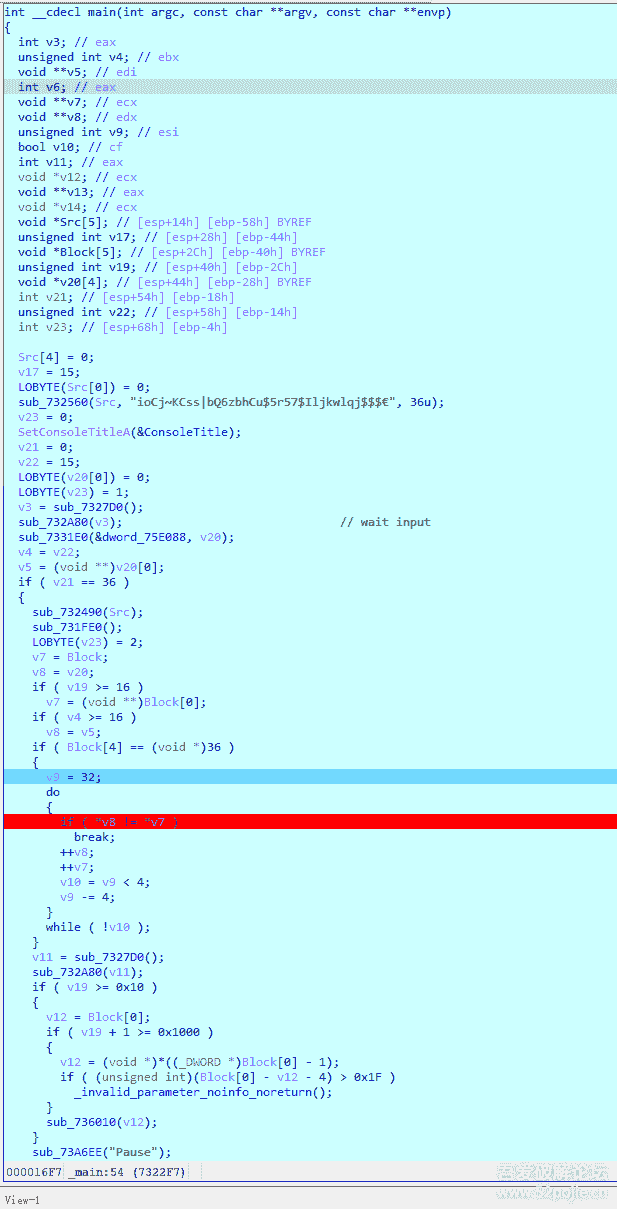 int __cdecl main(int argc, const char **argv, const char **envp)
{
int v3; // eax
unsigned int v4; // ebx
void **v5; // edi
int v6; // eax
void **v7; // ecx
void **v8; // edx
unsigned int v9; // esi
bool v10; // cf
int v11; // eax
void *v12; // ecx
void **v13; // eax
void *v14; // ecx
void *Src[5]; // [esp+14h] [ebp-58h] BYREF
unsigned int v17; // [esp+28h] [ebp-44h]
void *Block[5]; // [esp+2Ch] [ebp-40h] BYREF
unsigned int v19; // [esp+40h] [ebp-2Ch]
void *v20[4]; // [esp+44h] [ebp-28h] BYREF
int v21; // [esp+54h] [ebp-18h]
unsigned int v22; // [esp+58h] [ebp-14h]
int v23; // [esp+68h] [ebp-4h]
Src[4] = 0;
v17 = 15;
LOBYTE(Src[0]) = 0;
sub_732560(Src, "ioCj~KCss|bQ6zbhCu$5r57$Iljkwlqj$$$€", 36u);
v23 = 0;
SetConsoleTitleA(&ConsoleTitle);
v21 = 0;
v22 = 15;
LOBYTE(v20[0]) = 0;
LOBYTE(v23) = 1;
v3 = sub_7327D0();
sub_732A80(v3); // wait input
sub_7331E0(&dword_75E088, v20);
v4 = v22;
v5 = (void **)v20[0];
if ( v21 == 36 )
{
sub_732490(Src);
sub_731FE0();
LOBYTE(v23) = 2;
v7 = Block;
v8 = v20;
if ( v19 >= 16 )
v7 = (void **)Block[0];
if ( v4 >= 16 )
v8 = v5;
if ( Block[4] == (void *)36 )
{
v9 = 32;
do
{
if ( *v8 != *v7 )
break;
++v8;
++v7;
v10 = v9 < 4;
v9 -= 4;
}
while ( !v10 );
}
v11 = sub_7327D0();
sub_732A80(v11);
if ( v19 >= 0x10 )
{
v12 = Block[0];
if ( v19 + 1 >= 0x1000 )
{
v12 = (void *)*((_DWORD *)Block[0] - 1);
if ( (unsigned int)(Block[0] - v12 - 4) > 0x1F )
_invalid_parameter_noinfo_noreturn();
}
sub_736010(v12);
}
sub_73A6EE("Pause");
000016F7 _main:54 (7322F7)
吾爱破解论坛
www.52pojie.cn
View-1